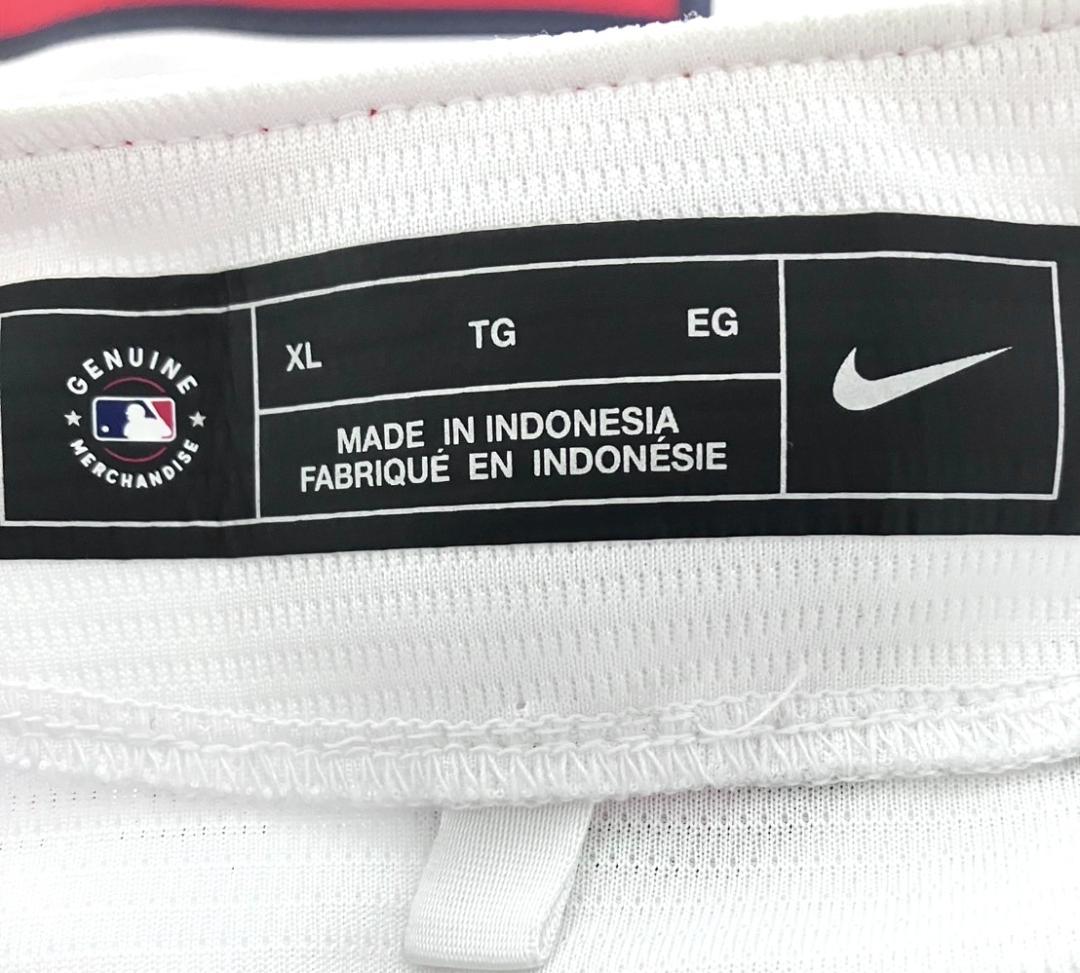 GENUINE
MERCHANDISE
XL TG EG
MADE IN INDONESIA
FABRIQUÉ EN INDONÉSIE